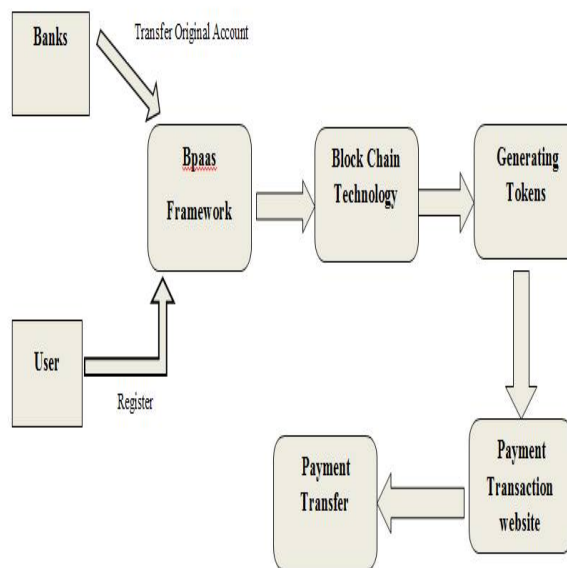 Banks
Transfer Original Account
Bpaas
Framework
Block Chain
Technology
Generating
Tokens
User
Register
Payment
Transfer
Payment
Transaction
website